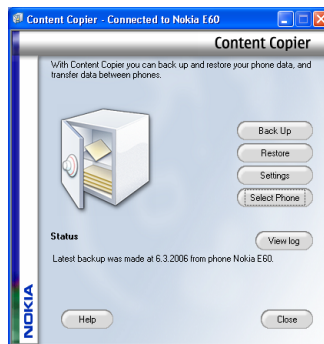 Content Copier - Connected to Nokia E60
Content Copier
With Content Copier you can back up and restore your phone data, and
transfer data between phones.
Back Up
Restore
Settings
Select Phone
Status
View log
Latest backup was made at 6.3.2006 from phone Nokia E60.
NOKIA
Help
Close